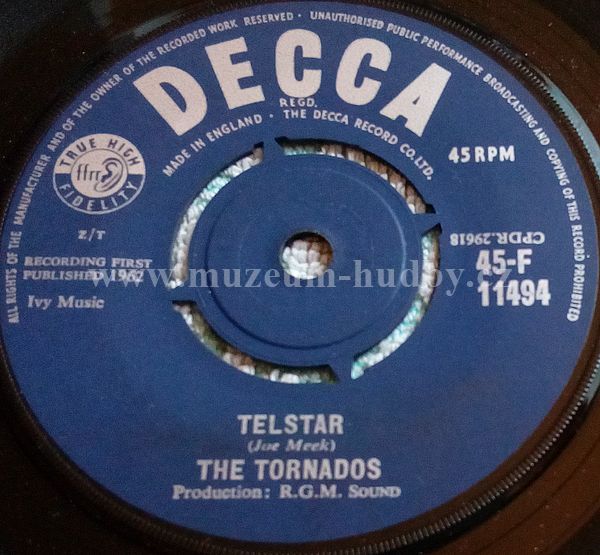 ALL RIGHTS OF THE MANUFACTURER AND OF THE OWNER OF THE RECORDED WORK RESERVED · UNAUTHORISED PUBLIC PERFORMANCE BROADCASTING AND COPYING OF THIS RECORD PROHIBITED
DECCA
REGD.
MADE IN ENGLAND · THE DECCA RECORD CO. LTD.
TRUE HIGH
ffrr
FIDELITY
45 RPM
Z/T
CPDR.29618
RECORDING FIRST
PUBLISHED 1962
45-F
11494
Ivy Music
www.muzeum-hudby.cz
TELSTAR
(Joe Meek)
THE TORNADOS
Production: R.G.M. SOUND